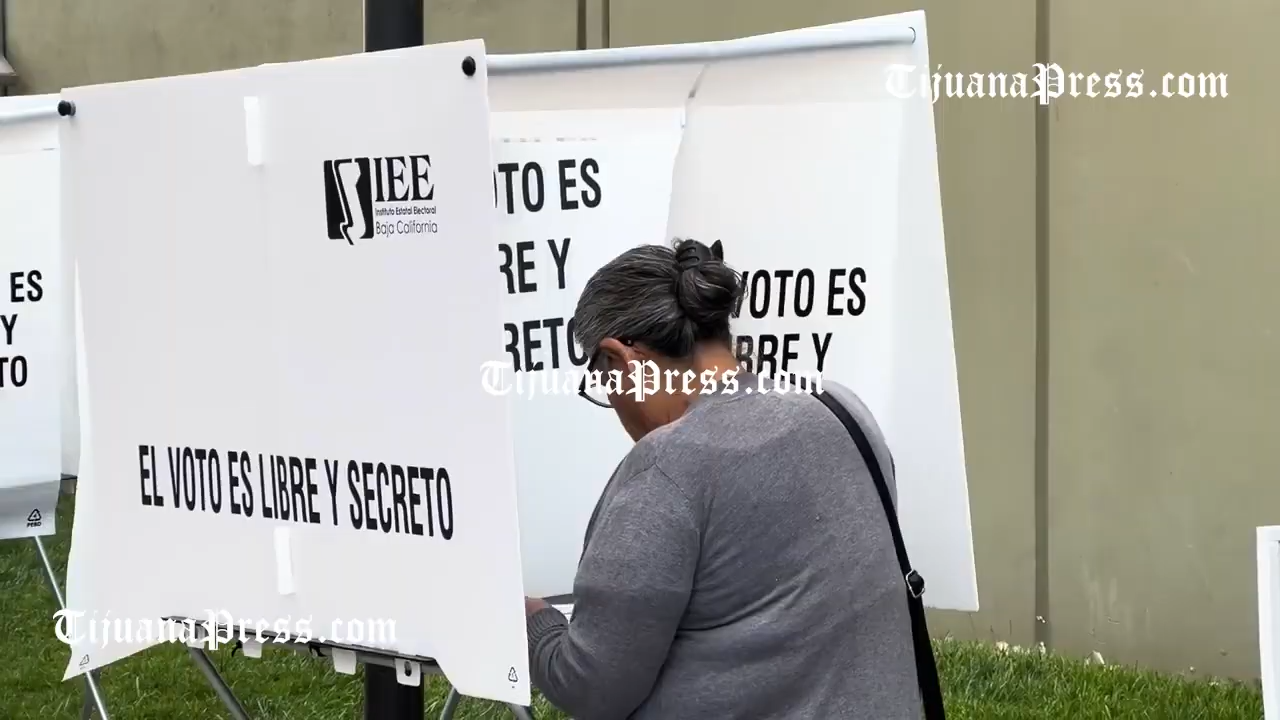 TijuanaPress.com
IEE
Instituto Estatal Electoral
Baja California
OTO ES
RE Y
RETO
VOTO ES
BRE Y
ES
Y
TO
TijuanaPress.com
EL VOTO ES LIBRE Y SECRETO
PEBD
TijuanaPress.com